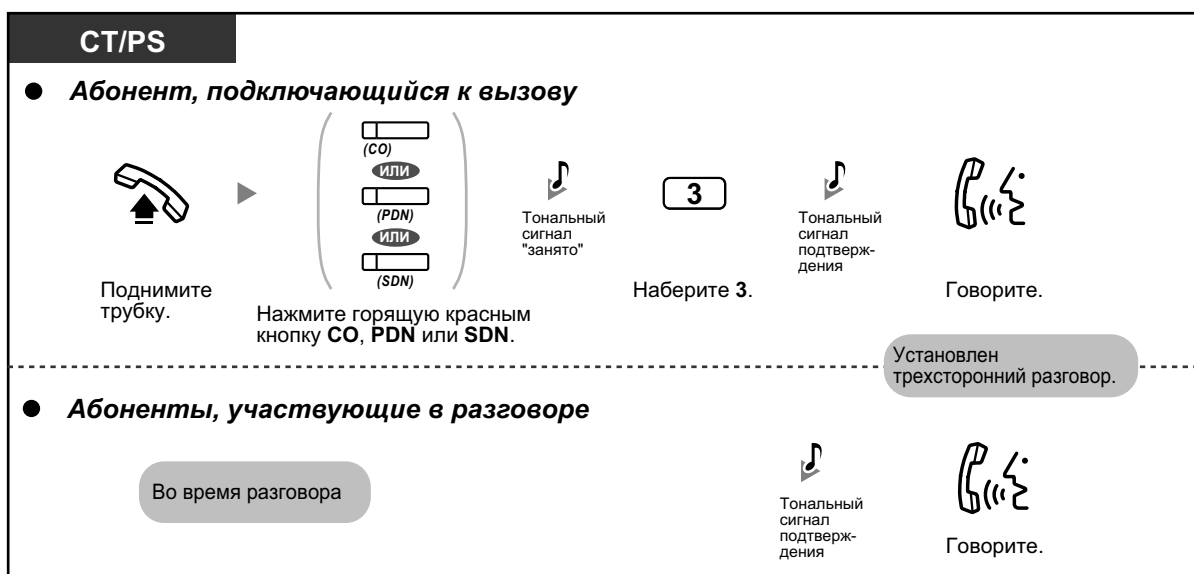 CT/PS
Абонент, подключающийся к вызову
(CO)
ИЛИ
(PDN)
ИЛИ
(SDN)
Поднимите
трубку.
Нажмите горящую красным
кнопку CO, PDN или SDN.
Тональный
сигнал
"занято"
3
Наберите 3.
Тональный
сигнал
подтверж-
дения
Говорите.
Установлен
трехсторонний разговор.
Абоненты, участвующие в разговоре
Во время разговора
Тональный
сигнал
подтверж-
дения
Говорите.